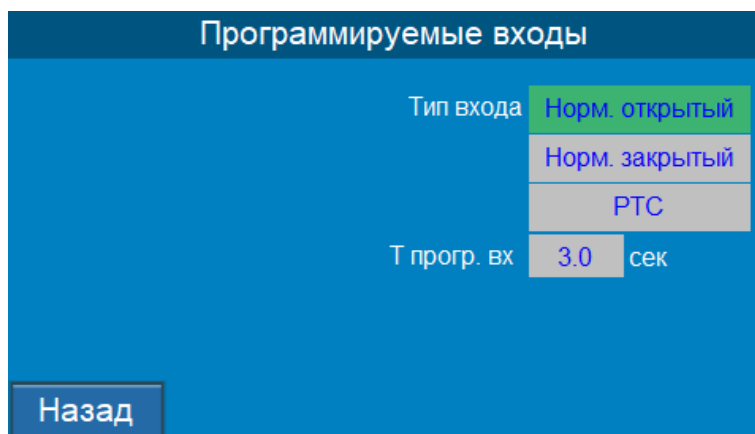 Программируемые входы
Тип входа Норм. открытый
Норм. закрытый
PTC
Т прогр. вх 3.0 сек
Назад